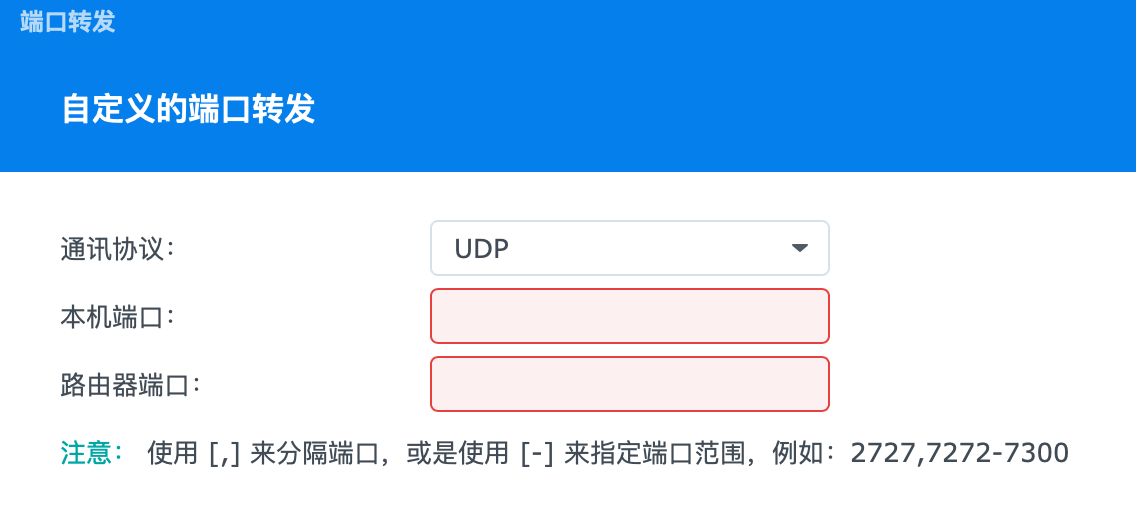 端口转发
自定义的端口转发
通讯协议：
UDP
本机端口：
路由器端口：
注意： 使用 [,] 来分隔端口，或是使用 [-] 来指定端口范围，例如：2727,7272-7300